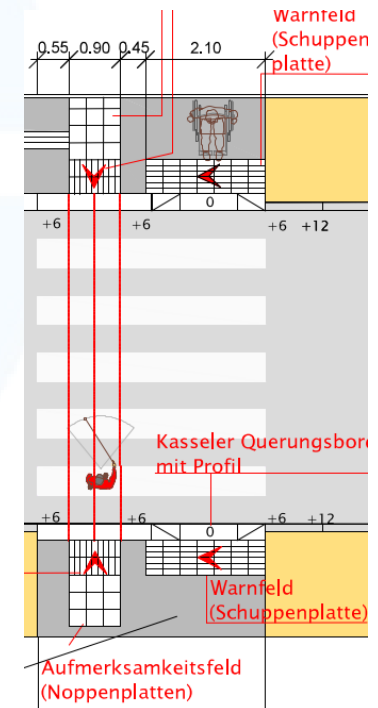 Warnfeld
(Schuppen
platte)
0.55 0.90 0.45 2.10
0
+6 +6 +6 +12
Kasseler Querungsbord
mit Profil
+6 +6 0 +6 +12
Warnfeld
(Schuppenplatte)
Aufmerksamkeitsfeld
(Noppenplatten)